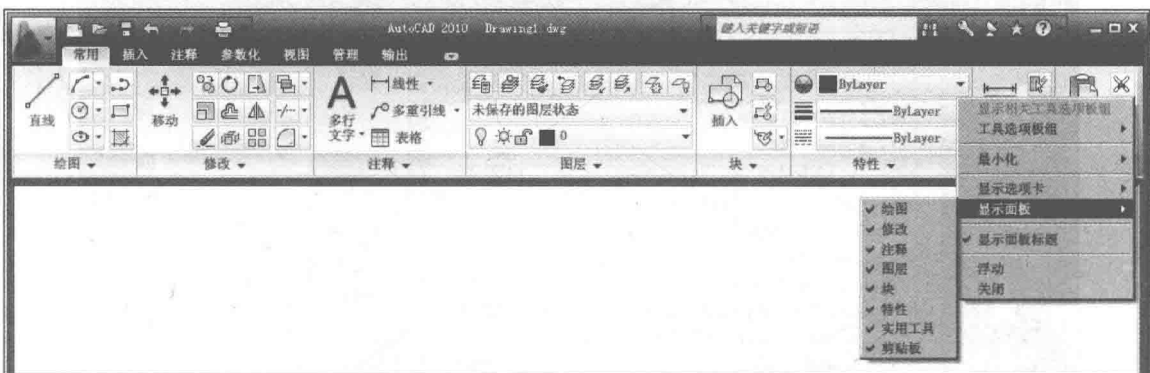 AutoCAD 2010 Drawing1.dwg 键入关键字或短语
常用 插入 注释 参数化 视图 管理 输出
直线 移动 A 多行文字 线性 多重引线 表格
未保存的图层状态
0
插入
ByLayer
ByLayer
ByLayer
绘图 修改 注释 图层 块 特性
显示相关工具选项板组
工具选项板组
最小化
显示选项卡
显示面板
显示面板标题
浮动
关闭
绘图
修改
注释
图层
块
特性
实用工具
剪贴板